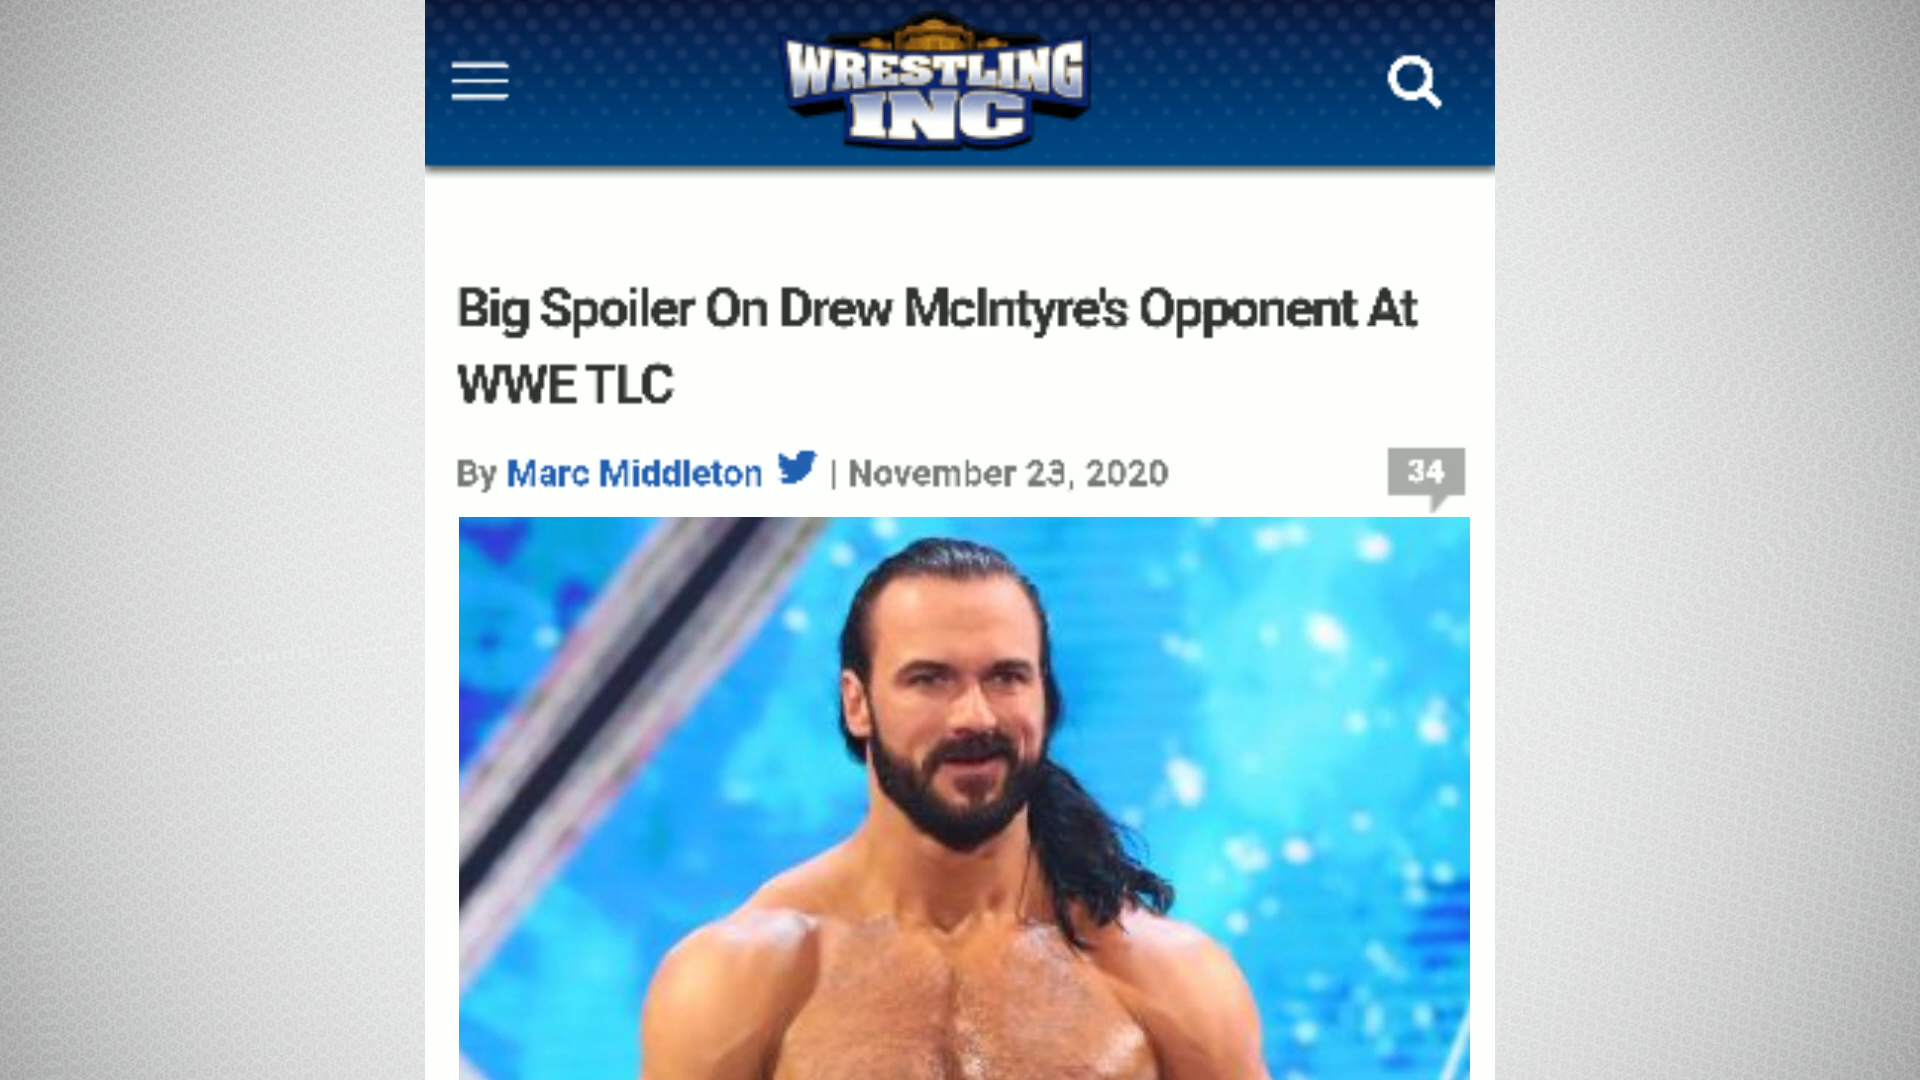 WRESTLING
INC
Big Spoiler On Drew McIntyre's Opponent At
WWE TLC
By Marc Middleton | November 23, 2020
34